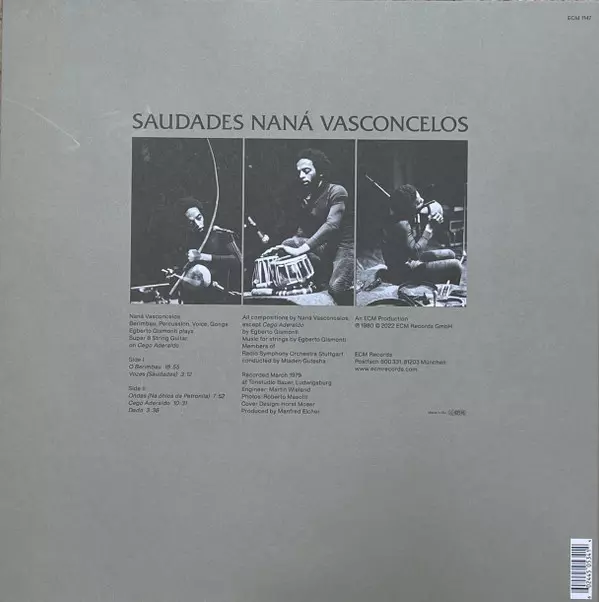 ECM 1147
SAUDADES NANÁ VASCONCELOS
Naná Vasconcelos
Berimbau, Percussion, Voice, Gongs
Egberto Gismonti plays
Super 8 String Guitar
on Cego Aderaldo
Side I
O Berimbau 18:55
Vozes (Saudades) 3:12
Side II
Ondas (Na óhlos de Petronila) 7:52
Cego Aderaldo 10:31
Dado 3:38
All compositions by Naná Vasconcelos,
except Cego Aderaldo
by Egberto Gismonti
Music for strings by Egberto Gismonti
Members of
Radio Symphony Orchestra Stuttgart
conducted by Mladen Gutesha
Recorded March 1979
at Tonstudio Bauer, Ludwigsburg
Engineer: Martin Wieland
Photos: Roberto Masotti
Cover Design: Horst Moser
Produced by Manfred Eicher
An ECM Production
℗ 1980 © 2022 ECM Records GmbH
ECM Records
Postfach 600 331, 81203 München
www.ecmrecords.com